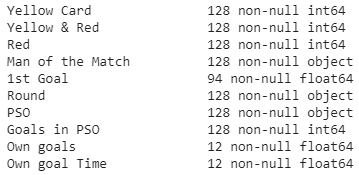 Yellow Card 128 non-null int64
Yellow & Red 128 non-null int64
Red 128 non-null int64
Man of the Match 128 non-null object
1st Goal 94 non-null float64
Round 128 non-null object
PSO 128 non-null object
Goals in PSO 128 non-null int64
Own goals 12 non-null float64
Own goal Time 12 non-null float64